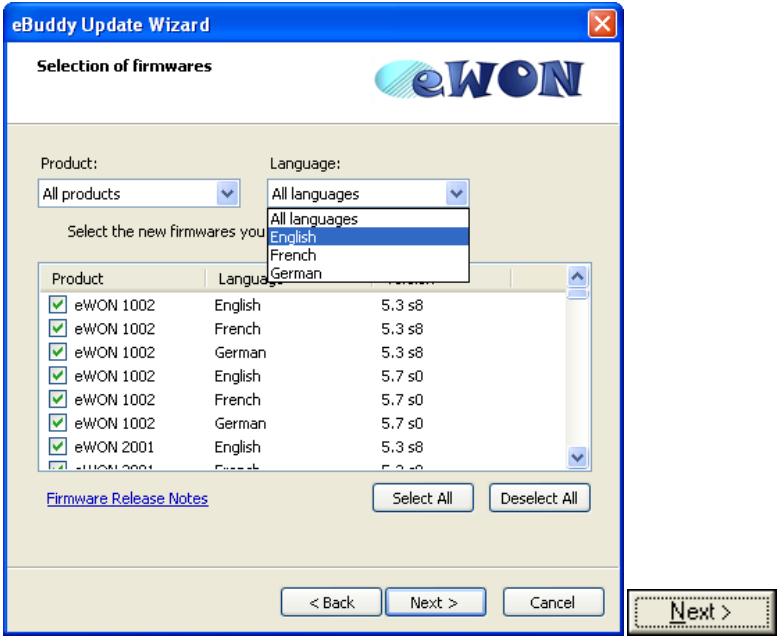 eBuddy Update Wizard
Selection of firmwares
eWON
Product: Language:
All products All languages
All languages
Select the new firmwares you
English
French
German
Product Language
eWON 1002 English 5.3 s8
eWON 1002 French 5.3 s8
eWON 1002 German 5.3 s8
eWON 1002 English 5.7 s0
eWON 1002 French 5.7 s0
eWON 1002 German 5.7 s0
eWON 2001 English 5.3 s8
Firmware Release Notes Select All Deselect All
< Back Next > Cancel
Next >